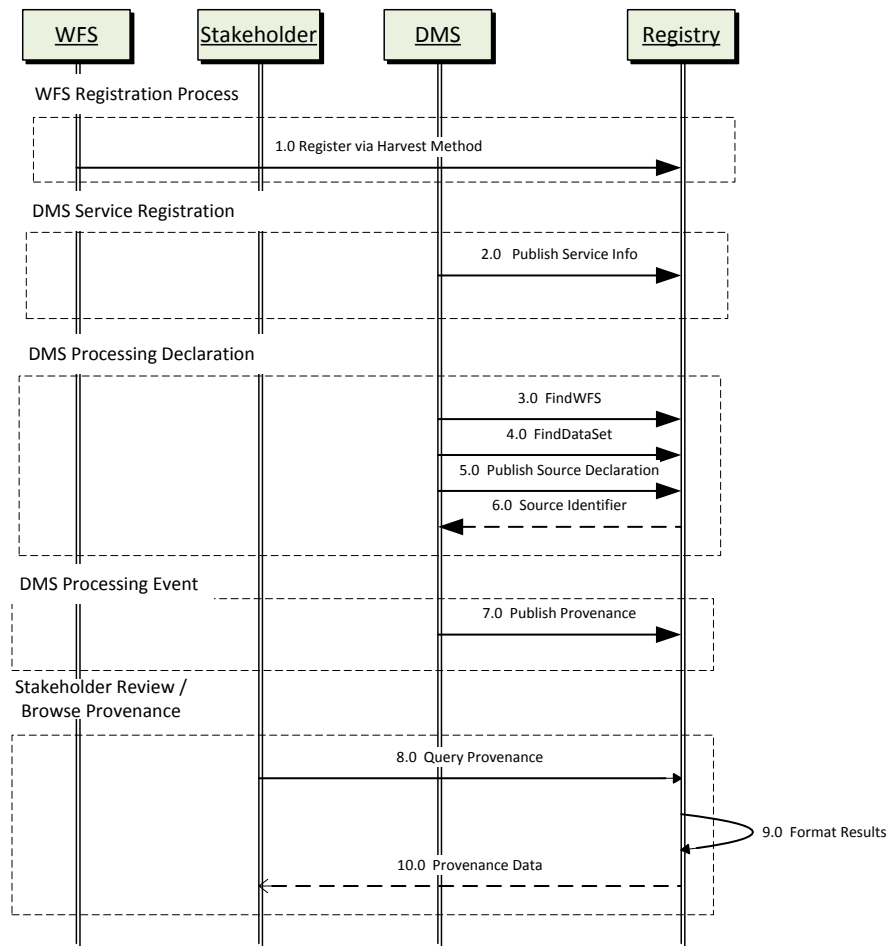 WFS
Stakeholder
DMS
Registry
WFS Registration Process
1.0 Register via Harvest Method
DMS Service Registration
2.0 Publish Service Info
DMS Processing Declaration
3.0 FindWFS
4.0 FindDataSet
5.0 Publish Source Declaration
6.0 Source Identifier
DMS Processing Event
7.0 Publish Provenance
Stakeholder Review /
Browse Provenance
8.0 Query Provenance
9.0 Format Results
10.0 Provenance Data